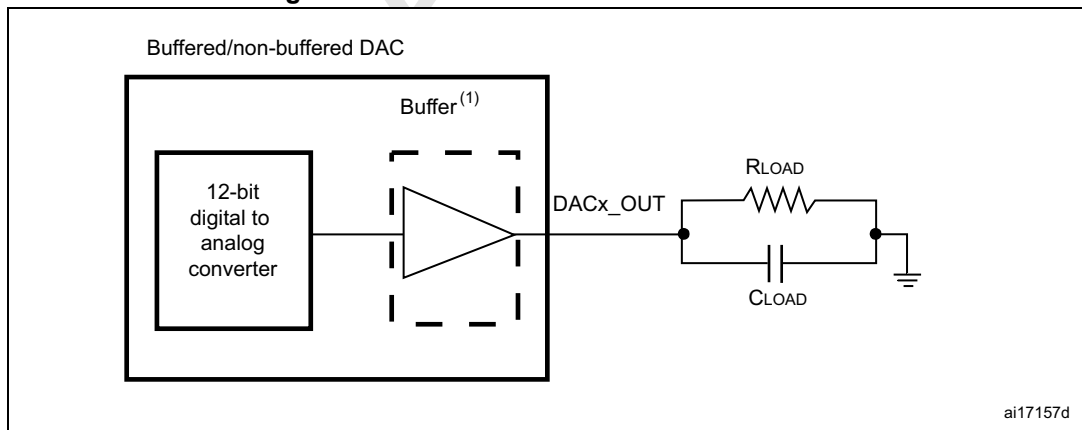 Buffered/non-buffered DAC
Buffer(1)
12-bit
digital to
analog
converter
DACx_OUT
RLOAD
CLOAD
ai17157d